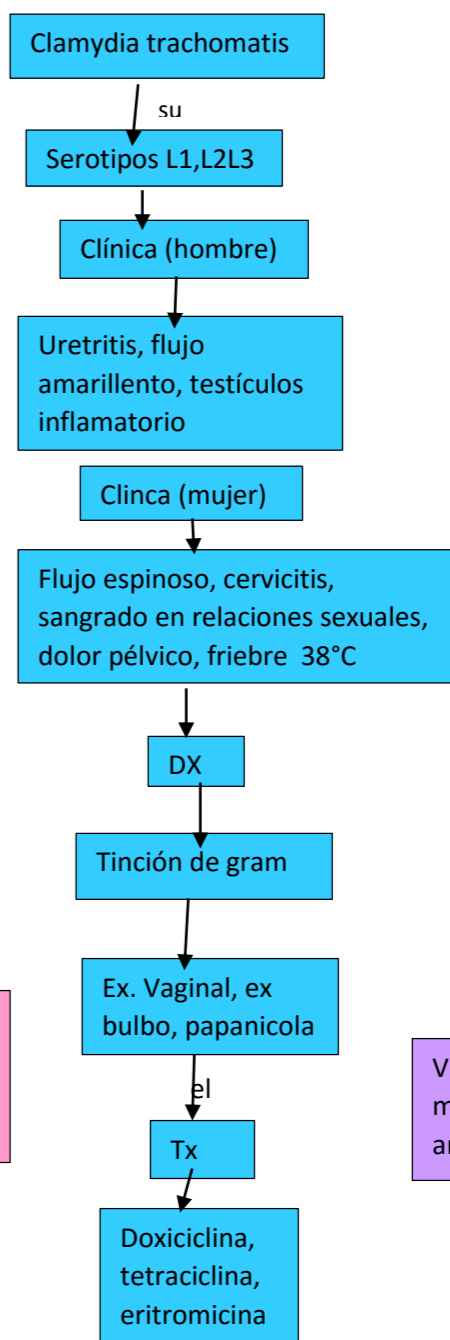 Clamydia trachomatis
su
Serotipos L1,L2L3
Clínica (hombre)
Uretritis, flujo
amarillento, testículos
inflamatorio
Clinca (mujer)
Flujo espinoso, cervicitis,
sangrado en relaciones sexuales,
dolor pélvico, friebre 38°C
DX
Tinción de gram
Ex. Vaginal, ex
bulbo, papanicola
el
Tx
Doxiciclina,
tetraciclina,
eritromicina